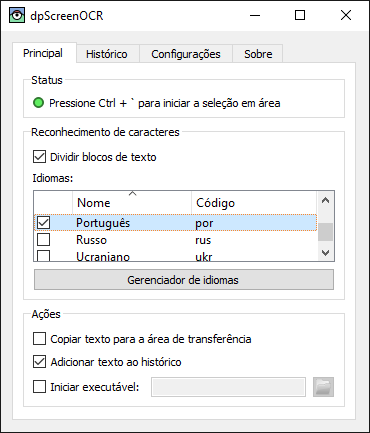 dpScreenOCR
Principal Histórico Configurações Sobre
Status
Pressione Ctrl + ` para iniciar a seleção em área
Reconhecimento de caracteres
Dividir blocos de texto
Idiomas:
Nome Código
Português por
Russo rus
Ucraniano ukr
Gerenciador de idiomas
Ações
Copiar texto para a área de transferência
Adicionar texto ao histórico
Iniciar executável: